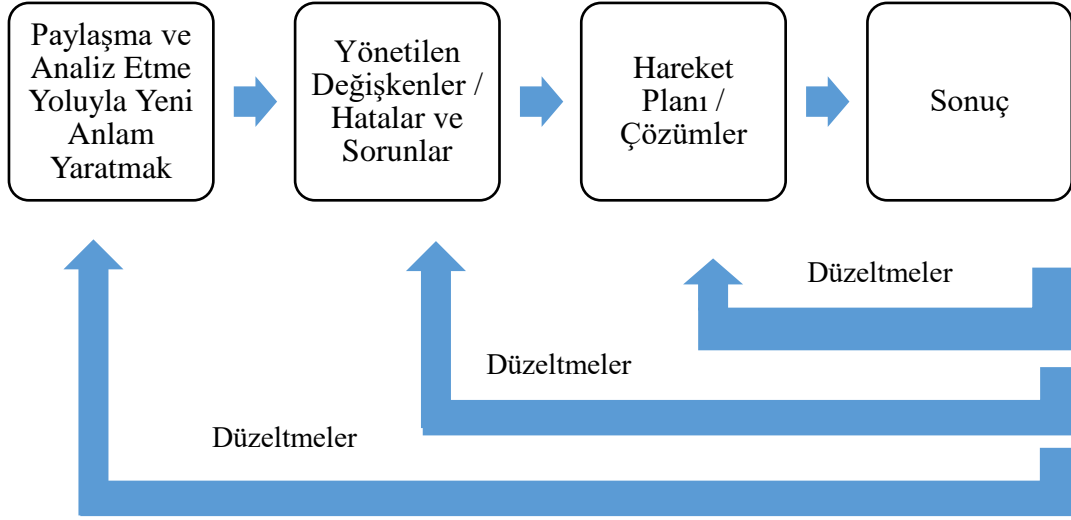 Paylaşma ve
Analiz Etme
Yoluyla Yeni
Anlam
Yaratmak
Yönetilen
Değişkenler /
Hatalar ve
Sorunlar
Hareket
Planı /
Çözümler
Sonuç
Düzeltmeler
Düzeltmeler
Düzeltmeler